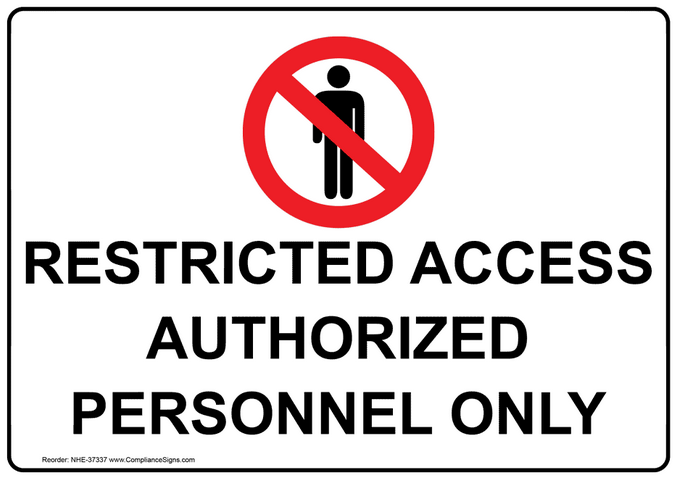 RESTRICTED ACCESS
AUTHORIZED
PERSONNEL ONLY
Reorder: NHE-37337 www.ComplianceSigns.com